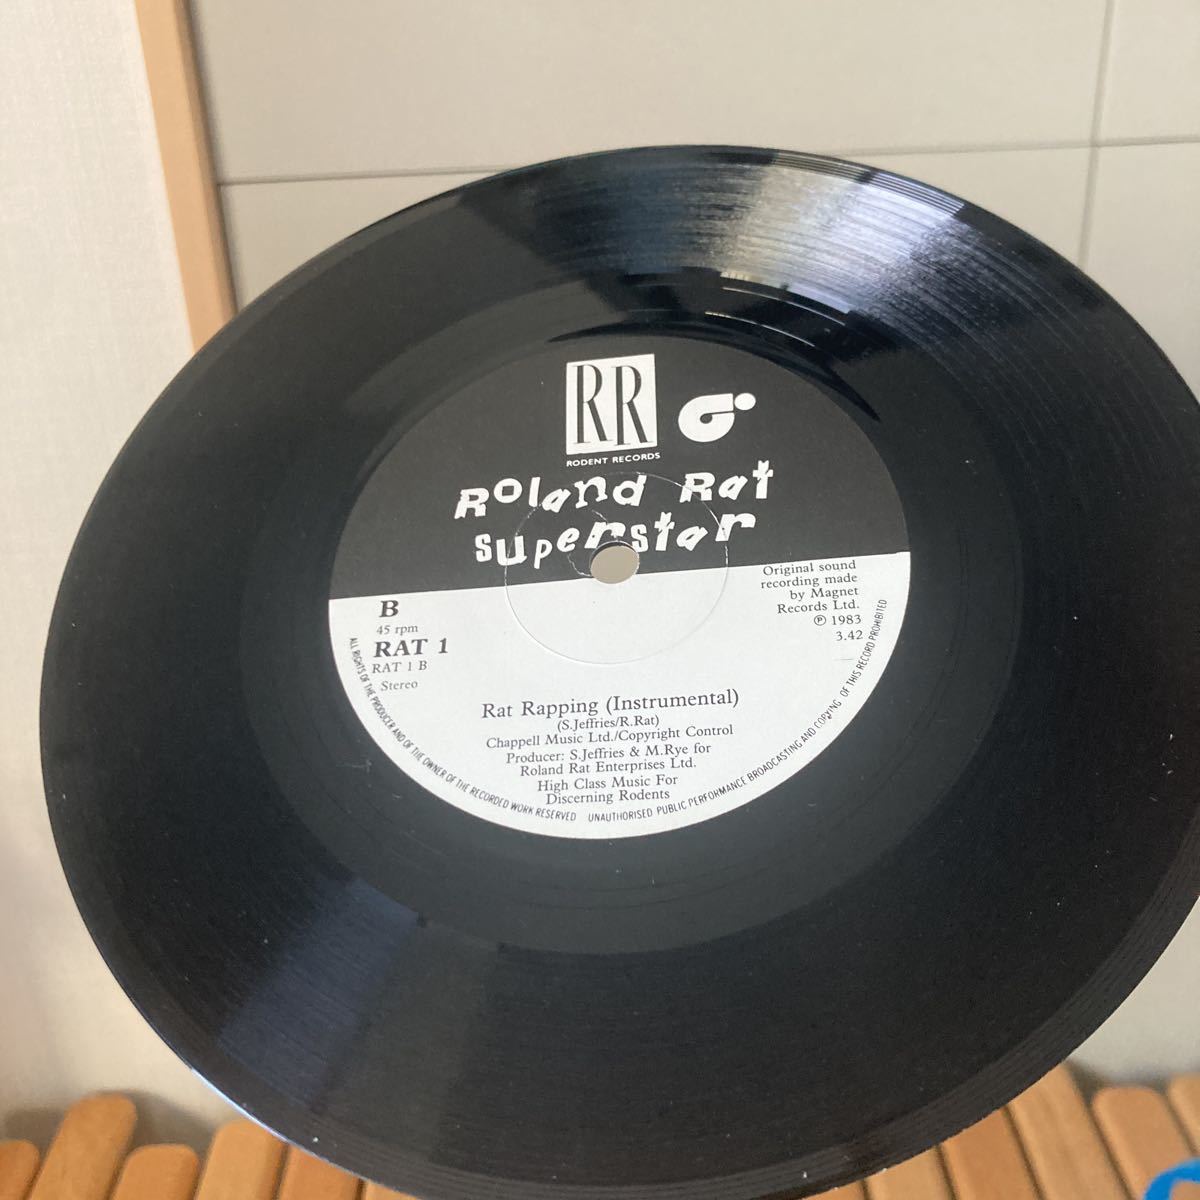 RR
RODENT RECORDS
Roland Rat
Superstar
B
45 rpm
RAT 1
RAT 1 B
Stereo
Original sound
recording made
by Magnet
Records Ltd.
℗ 1983
3.42
Rat Rapping (Instrumental)
(S.Jeffries/R.Rat)
Chappell Music Ltd./Copyright Control
Producer: S.Jeffries & M.Rye for
Roland Rat Enterprises Ltd.
High Class Music For
Discerning Rodents
ALL RIGHTS OF THE PRODUCER AND OF THE OWNER OF THE RECORDED WORK RESERVED UNAUTHORISED PUBLIC PERFORMANCE BROADCASTING AND COPYING OF THIS RECORD PROHIBITED